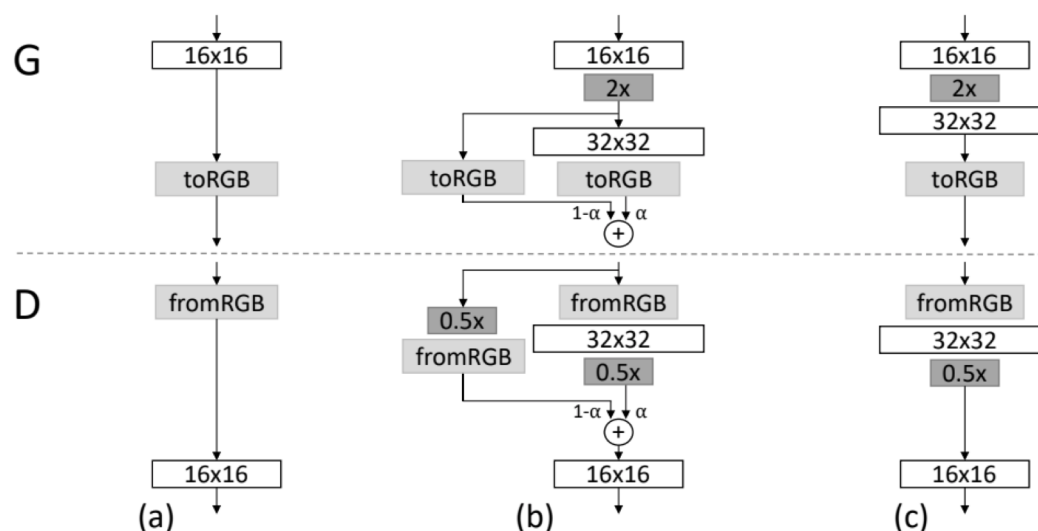 G
16x16
toRGB
16x16
2x
32x32
toRGB
toRGB
1-α
α
+
16x16
2x
32x32
toRGB
D
fromRGB
16x16
0.5x
fromRGB
fromRGB
32x32
0.5x
1-α
α
+
16x16
fromRGB
32x32
0.5x
16x16
(a)
(b)
(c)